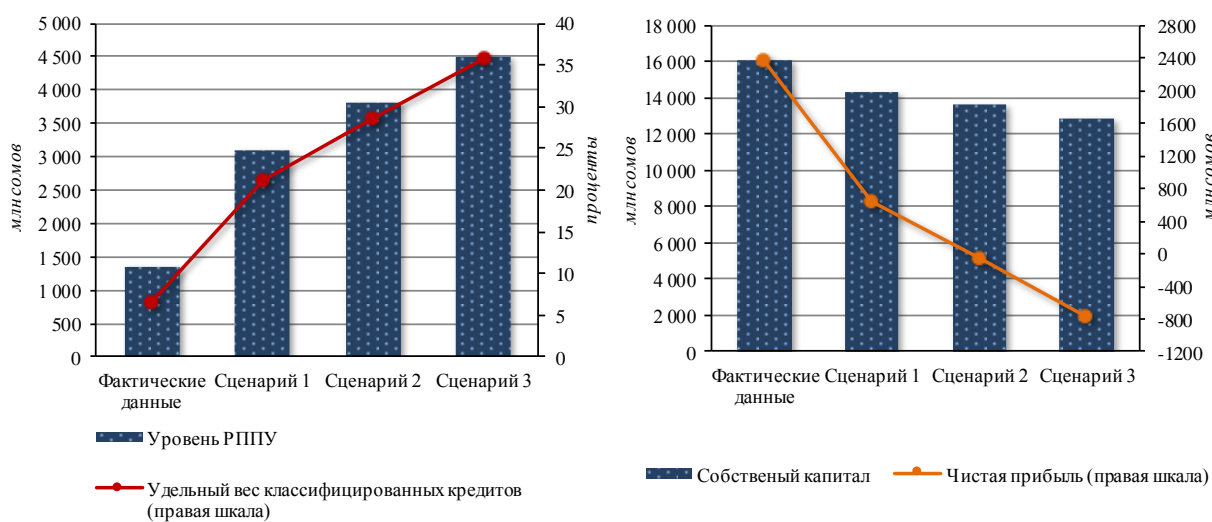 5 000
4 500
4 000
3 500
3 000
2 500
2 000
1 500
1 000
500
0
млн сомов
40
35
30
25
20
15
10
5
0
проценты
Фактические данные
Сценарий 1
Сценарий 2
Сценарий 3
Уровень РППУ
Удельный вес классифицированных кредитов
(правая шкала)
18 000
16 000
14 000
12 000
10 000
8 000
6 000
4 000
2 000
0
млн сомов
2800
2400
2000
1600
1200
800
400
0
-400
-800
-1200
млн сомов
Фактические данные
Сценарий 1
Сценарий 2
Сценарий 3
Собственый капитал
Чистая прибыль (правая шкала)